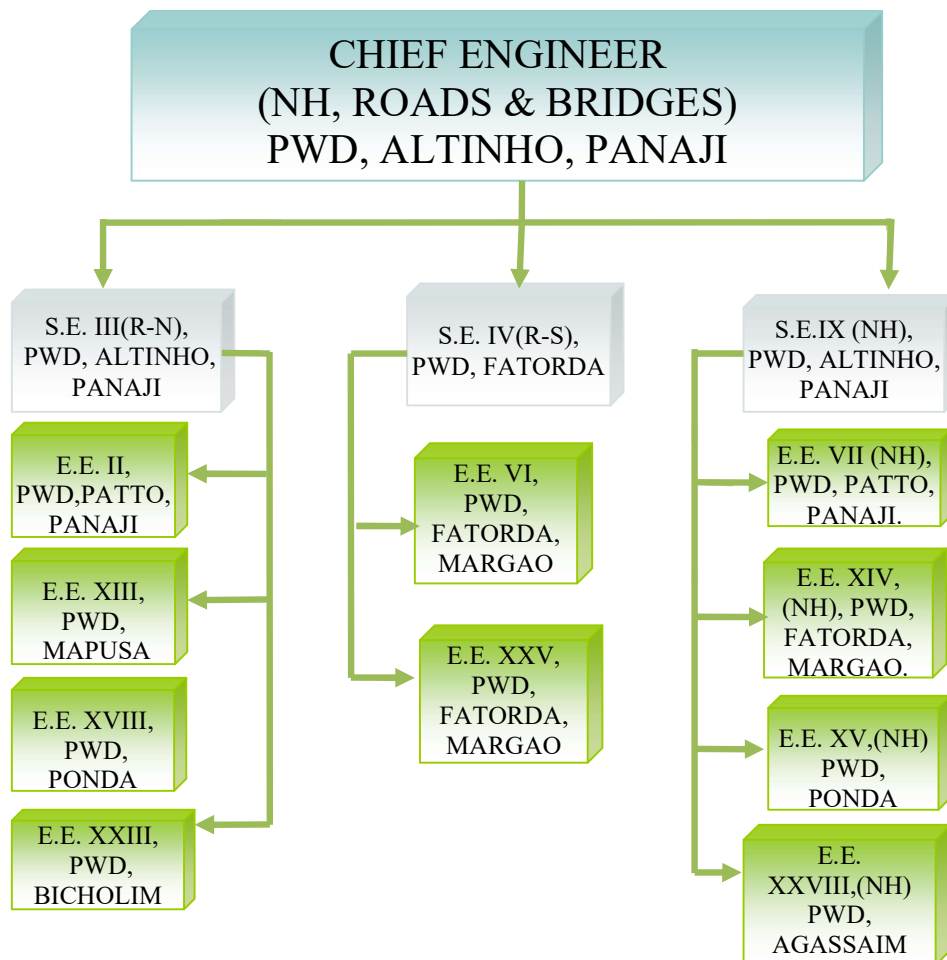 CHIEF ENGINEER
(NH, ROADS & BRIDGES)
PWD, ALTINHO, PANAJI
S.E. III(R-N),
PWD, ALTINHO,
PANAJI
E.E. II,
PWD,PATTO,
PANAJI
E.E. XIII,
PWD,
MAPUSA
E.E. XVIII,
PWD,
PONDA
E.E. XXIII,
PWD,
BICHOLIM
S.E. IV(R-S),
PWD, FATORDA
E.E. VI,
PWD,
FATORDA,
MARGAO
E.E. XXV,
PWD,
FATORDA,
MARGAO
S.E.IX (NH),
PWD, ALTINHO,
PANAJI
E.E. VII (NH),
PWD, PATTO,
PANAJI.
E.E. XIV,
(NH), PWD,
FATORDA,
MARGAO.
E.E. XV,(NH)
PWD,
PONDA
E.E.
XXVIII,(NH)
PWD,
AGASSAIM